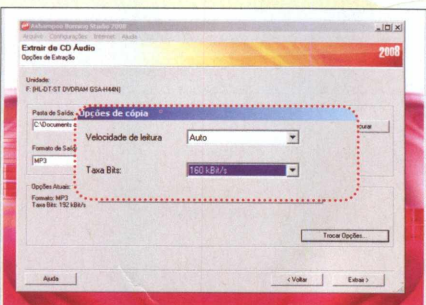 Ashampoo Burning Studio 2008
Arquivo Configurações Internet Ajuda
Extrair de CD Áudio
Opções de Extração
2008
Unidade:
F: (HL-DT-ST DVDRAM GSA-H44N)
Pasta de Saída
C:\Documents
Opções de cópia
Velocidade de leitura
Auto
Formato de Saíd
MP3
Taxa Bits:
160 kBit/s
Opções Atuais:
Formato: MP3
Taxa Bits: 192 kBit/s
Trocar Opções...
Ajuda
< Voltar
Extrair >